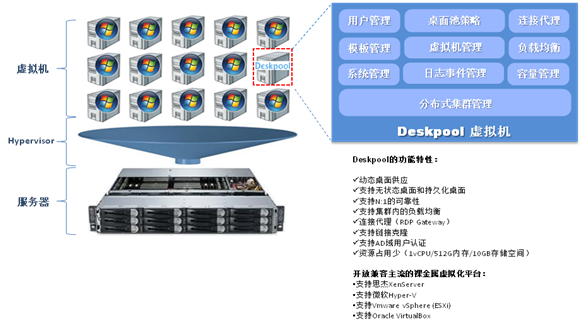 虚拟机
Hypervisor
服务器
Deskpool
用户管理
桌面池策略
连接代理
模板管理
虚拟机管理
负载均衡
系统管理
日志事件管理
容量管理
分布式集群管理
Deskpool 虚拟机
Deskpool的功能特性：
✓动态桌面供应
✓支持无状态桌面和持久化桌面
✓支持N:1的可靠性
✓支持集群内的负载均衡
✓连接代理（RDP Gateway）
✓支持链接克隆
✓支持AD域用户认证
✓资源占用少（1vCPU/512G内存/10GB存储空间）
开放兼容主流的裸金属虚拟化平台：
•支持思杰XenServer
•支持微软Hyper-V
•支持Vmware vSphere (ESXi)
•支持Oracle VirtualBox